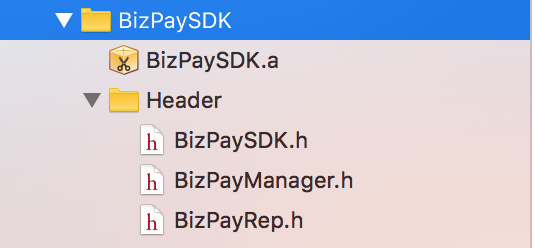 BizPaySDK
BizPaySDK.a
Header
h BizPaySDK.h
h BizPayManager.h
h BizPayRep.h